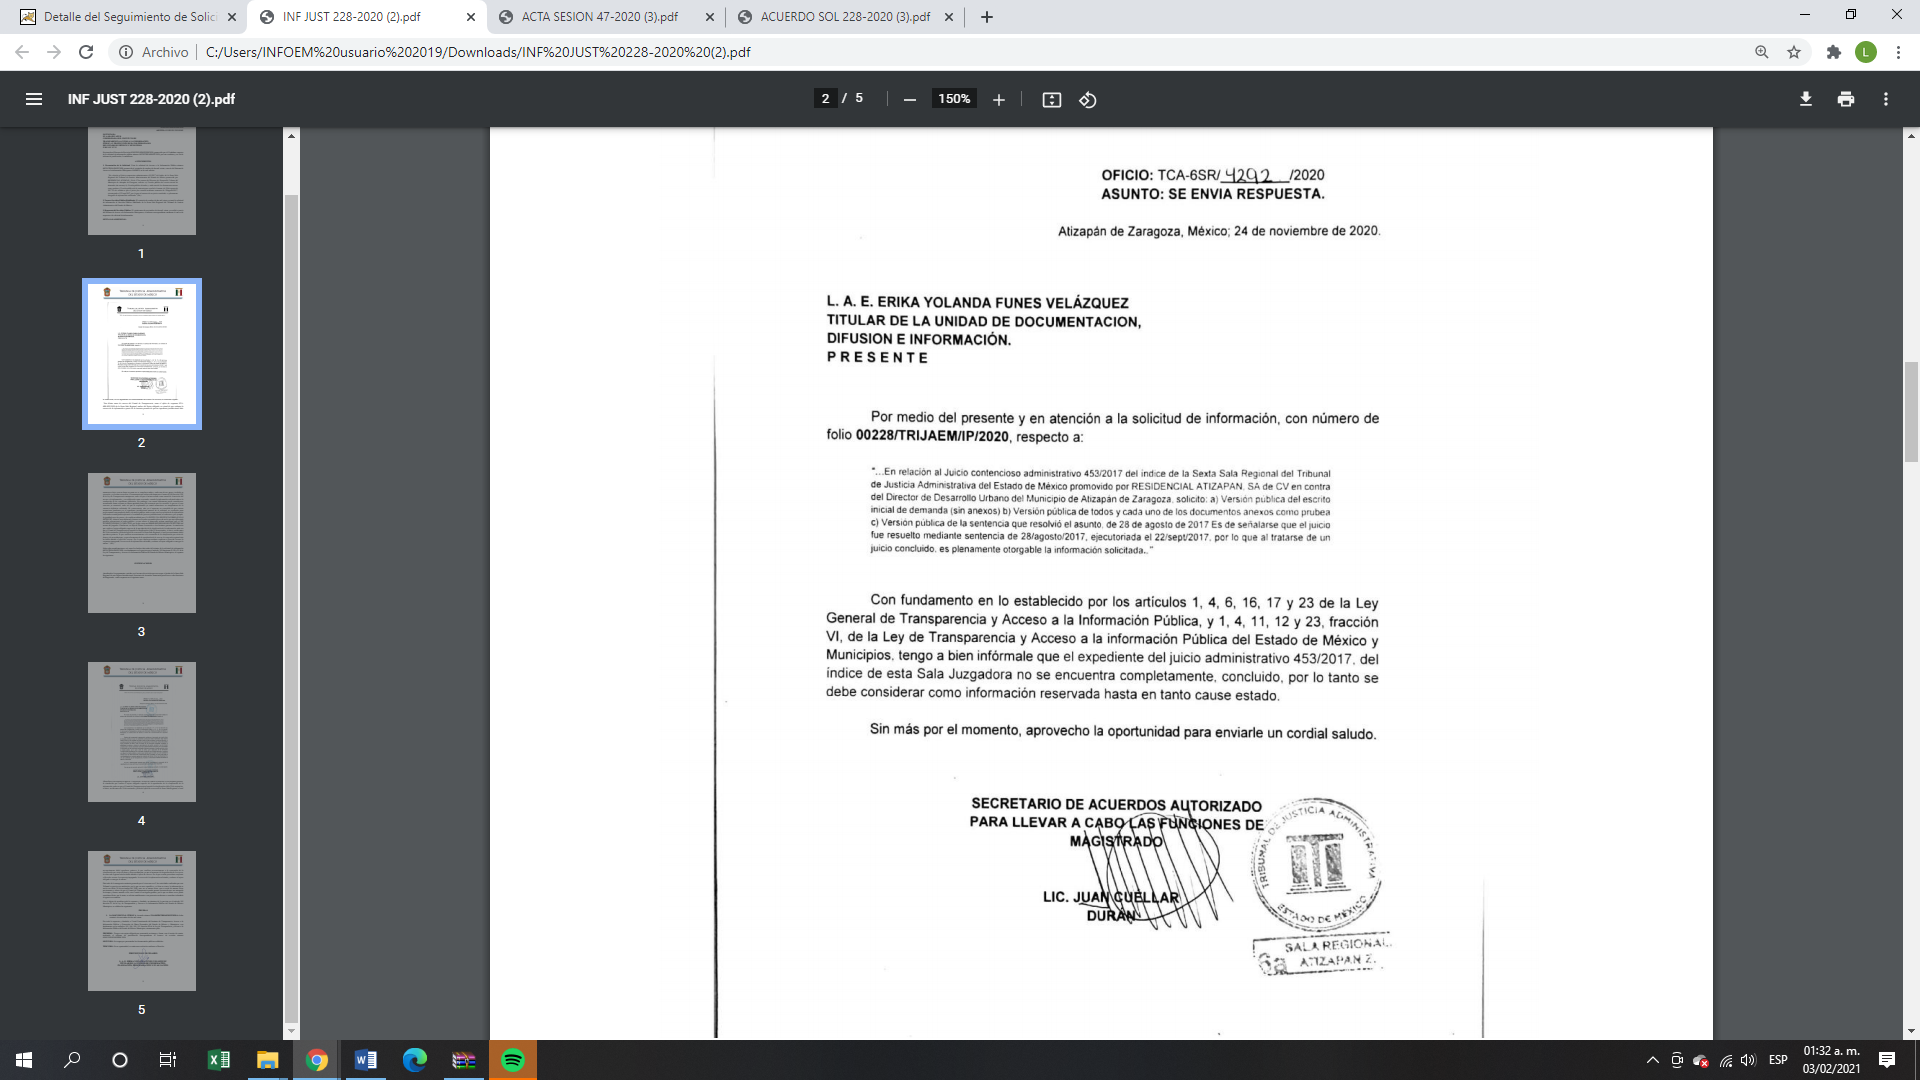 Detalle del Seguimiento de Solici
INF JUST 228-2020 (2).pdf
ACTA SESION 47-2020 (3).pdf
ACUERDO SOL 228-2020 (3).pdf
Archivo
C:/Users/INFOEM%20usuario%202019/Downloads/INF%20JUST%20228-2020%20(2).pdf
L
INF JUST 228-2020 (2).pdf
2 / 5
150%
1
2
3
4
5
OFICIO: TCA-6SR/ 4292 /2020
ASUNTO: SE ENVIA RESPUESTA.
Atizapán de Zaragoza, México; 24 de noviembre de 2020.
L. A. E. ERIKA YOLANDA FUNES VELÁZQUEZ
TITULAR DE LA UNIDAD DE DOCUMENTACION,
DIFUSION E INFORMACIÓN.
P R E S E N T E
Por medio del presente y en atención a la solicitud de información, con número de
folio 00228/TRIJAEM/IP/2020, respecto a:
"...En relación al Juicio contencioso administrativo 453/2017 del índice de la Sexta Sala Regional del Tribunal
de Justicia Administrativa del Estado de México promovido por RESIDENCIAL ATIZAPAN, SA de CV en contra
del Director de Desarrollo Urbano del Municipio de Atizapán de Zaragoza, solicito: a) Versión pública del escrito
inicial de demanda (sin anexos) b) Versión pública de todos y cada uno de los documentos anexos como prubea
c) Versión pública de la sentencia que resolvió el asunto, de 28 de agosto de 2017 Es de señalarse que el juicio
fue resuelto mediante sentencia de 28/agosto/2017, ejecutoriada el 22/sept/2017, por lo que al tratarse de un
juicio concluido, es plenamente otorgable la información solicitada.."
Con fundamento en lo establecido por los artículos 1, 4, 6, 16, 17 y 23 de la Ley
General de Transparencia y Acceso a la Información Pública, y 1, 4, 11, 12 y 23, fracción
VI, de la Ley de Transparencia y Acceso a la información Pública del Estado de México y
Municipios, tengo a bien infórmale que el expediente del juicio administrativo 453/2017, del
índice de esta Sala Juzgadora no se encuentra completamente, concluido, por lo tanto se
debe considerar como información reservada hasta en tanto cause estado.
Sin más por el momento, aprovecho la oportunidad para enviarle un cordial saludo.
SECRETARIO DE ACUERDOS AUTORIZADO
PARA LLEVAR A CABO LAS FUNCIONES DE
MAGISTRADO
LIC. JUAN CUÉLLAR
DURÁN
TRIBUNAL DE JUSTICIA ADMINISTRATIVA
ESTADO DE MÉXICO
SALA REGIONAL
6a ATIZAPAN Z.
ESP
01:32 a. m.
03/02/2021